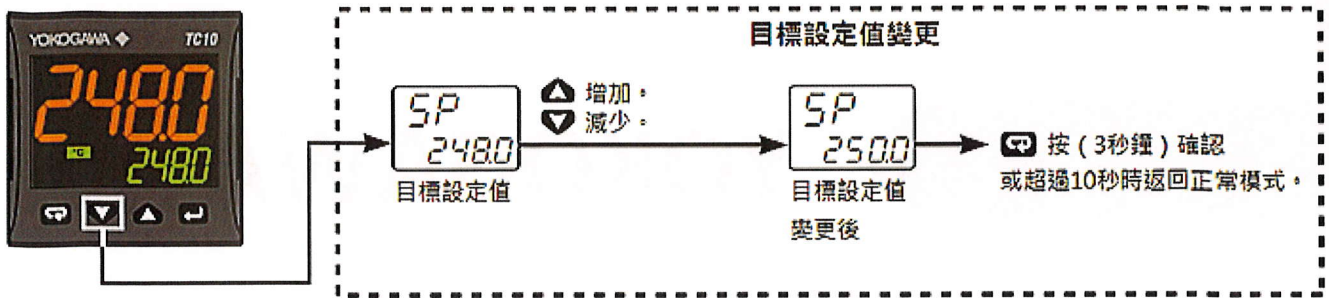 YOKOGAWA TC10
248.0
°C
248.0
目標設定值變更
SP
248.0
目標設定值
增加。
減少。
SP
250.0
目標設定值
變更後
按（3秒鐘）確認
或超過10秒時返回正常模式。